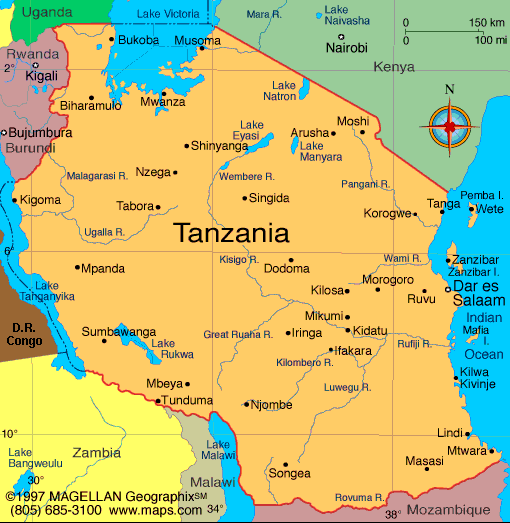 Uganda
Lake Victoria
Mara R.
Lake
Naivasha
0 150 km
0 100 mi
Bukoba
Musoma
Nairobi
Rwanda
Kigali
2°
Kenya
Lake
Natron
N
Biharamulo
Mwanza
Bujumbura
Burundi
Lake
Eyasi
Arusha
Moshi
Shinyanga
Lake
Manyara
Malagarasi R.
Nzega
Wembere R.
Pangani R.
Pemba I.
Kigoma
Tabora
Singida
Korogwe
Tanga
Wete
Ugalla R.
Tanzania
6°
Kisigo R.
Wami R.
Zanzibar
Zanzibar I.
Mpanda
Dodoma
Morogoro
Dar es
Salaam
Lake
Tanganyika
Kilosa
Ruvu
Mikumi
Indian
Ocean
Mafia
I.
D.R.
Congo
Sumbawanga
Great Ruaha R.
Iringa
Kidatu
Rufiji R.
Lake
Rukwa
Ifakara
Kilombero R.
Mbeya
Luwegu R.
Kilwa
Kivinje
Tunduma
Njombe
10°
Zambia
Lake
Malawi
Lindi
Mtwara
Lake
Bangweulu
Songea
Masasi
30°
Malawi
©1997 MAGELLAN Geographix℠
(805) 685-3100 www.maps.com
34°
Rovuma R.
38°
Mozambique